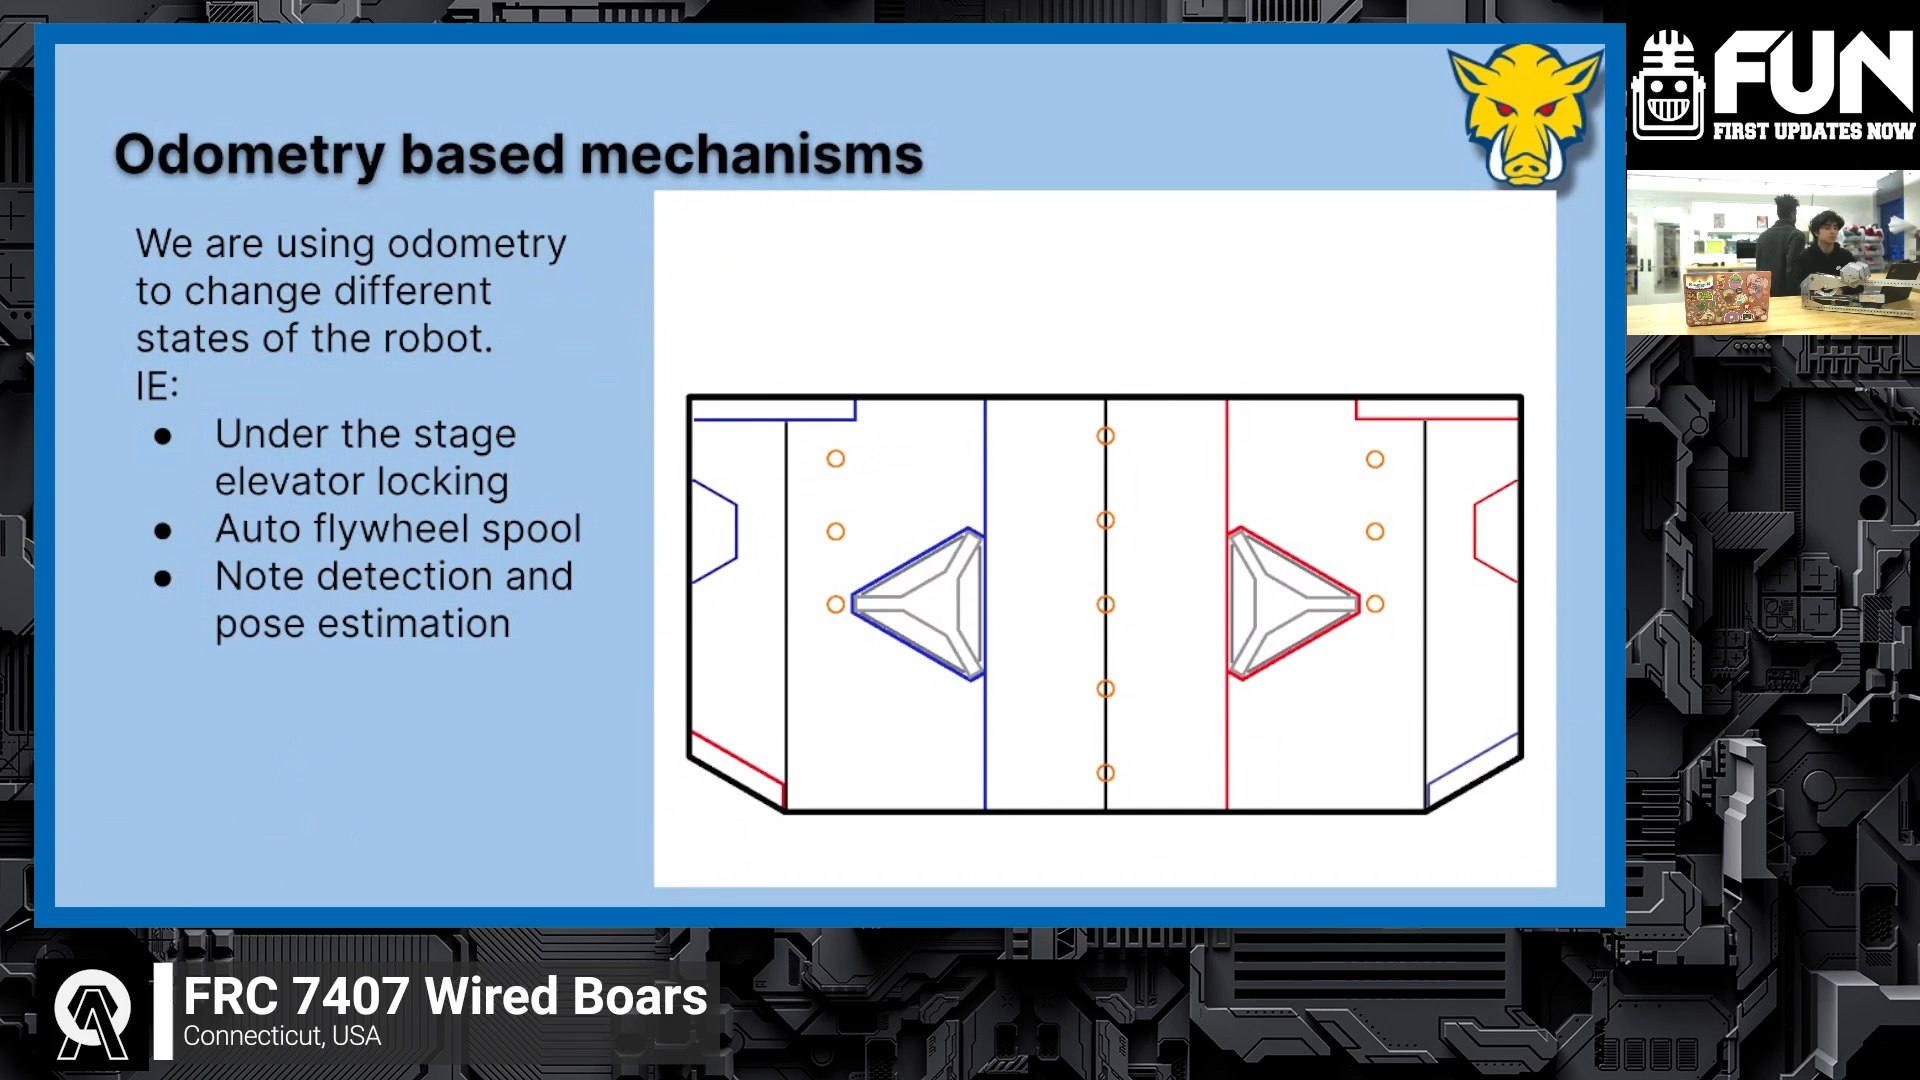 Odometry based mechanisms
We are using odometry
to change different
states of the robot.
IE:
● Under the stage
elevator locking
● Auto flywheel spool
● Note detection and
pose estimation
FUN
FIRST UPDATES NOW
FRC 7407 Wired Boars
Connecticut, USA